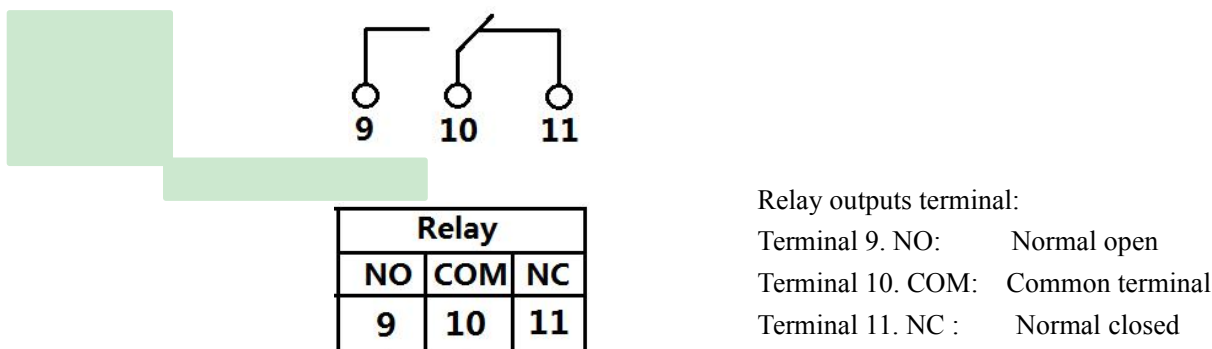 9 10 11
Relay
NO COM NC
9 10 11
Relay outputs terminal:
Terminal 9. NO: Normal open
Terminal 10. COM: Common terminal
Terminal 11. NC : Normal closed